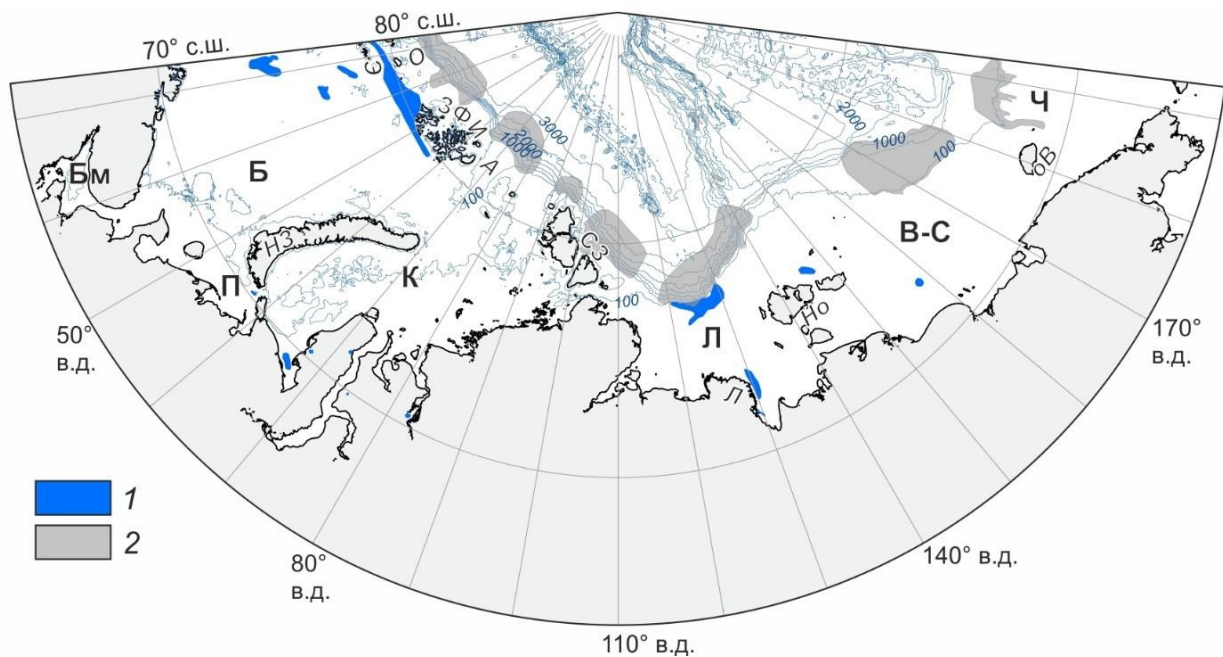 80° с.ш.
70° с.ш.
Э
О
ЗФИ
А
3000
2000
1000
100
2000
1000
100
Ч
оВ
Бм
Б
НЗ
СЗ
В-С
П
К
100
Но
Л
Л
50°
в.д.
170°
в.д.
1
2
80°
в.д.
140° в.д.
110° в.д.